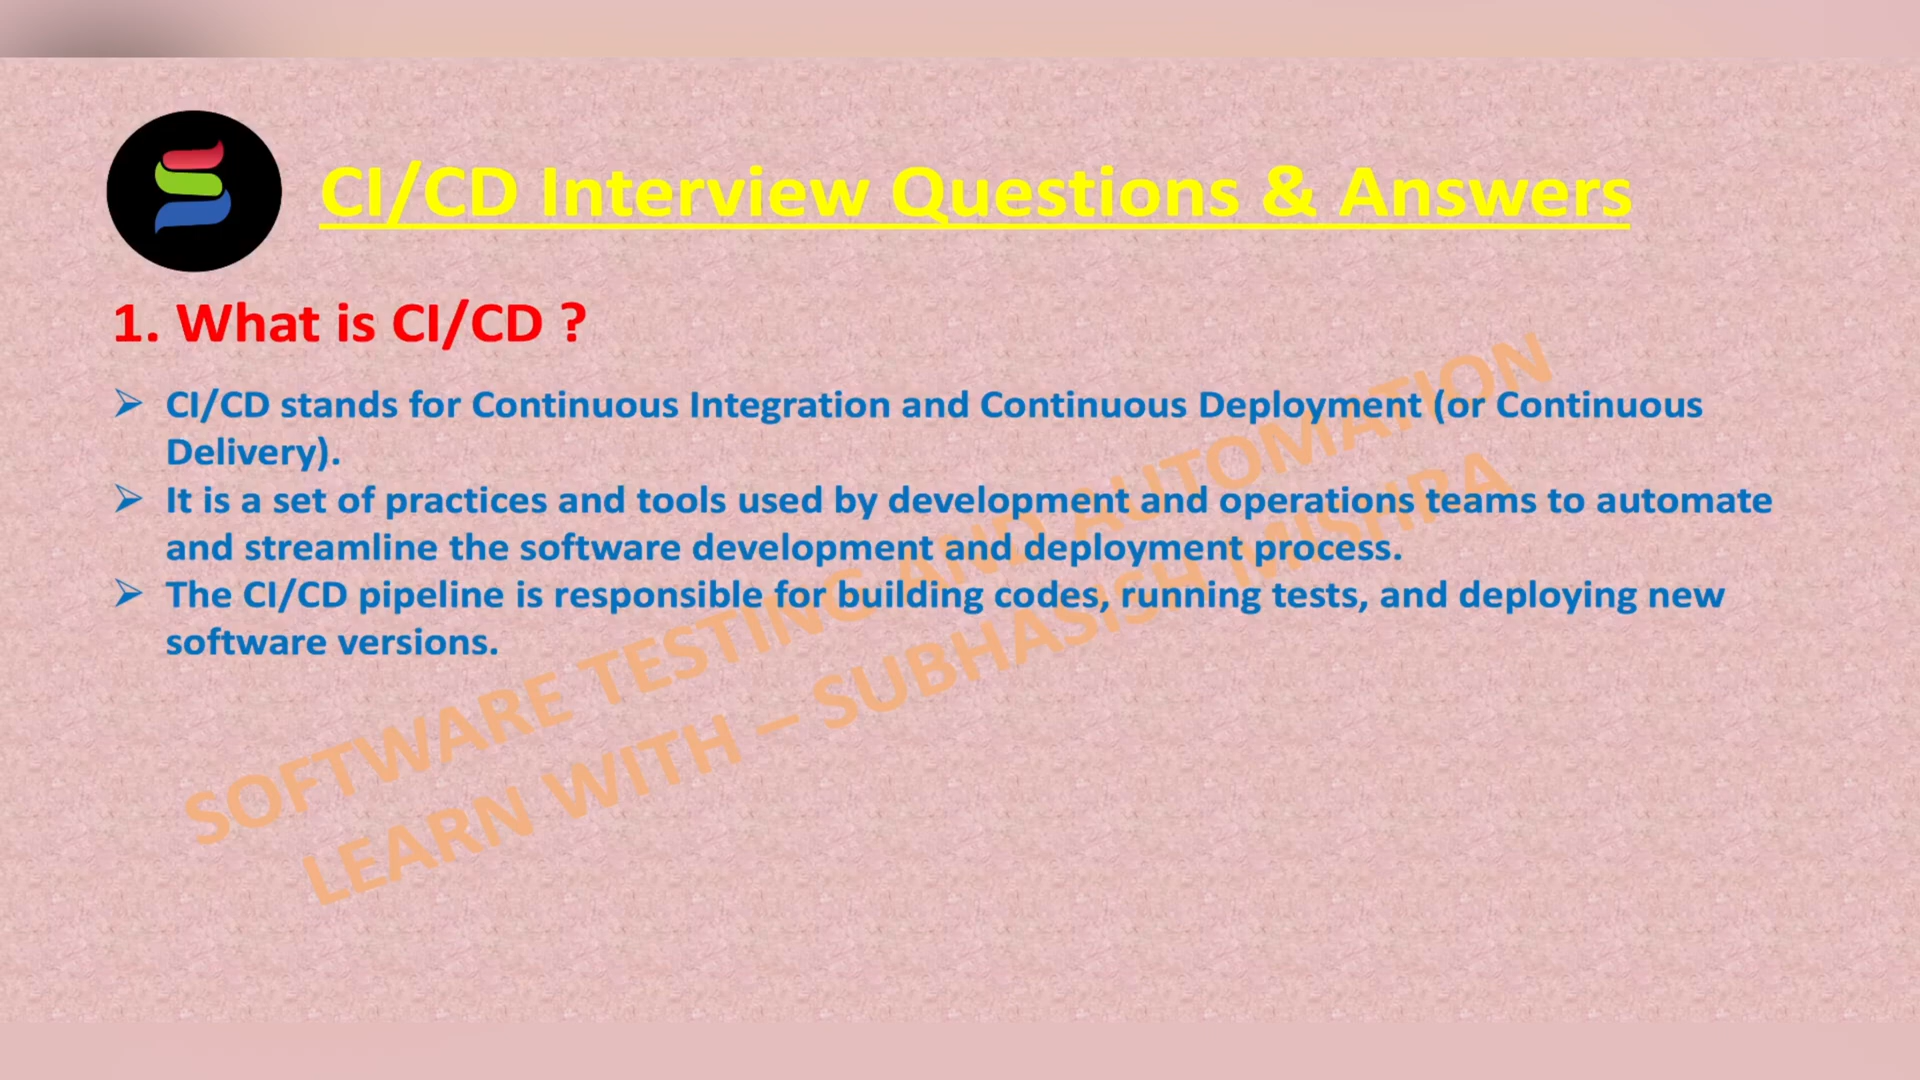 CI/CD Interview Questions & Answers
1. What is CI/CD ?
➢ CI/CD stands for Continuous Integration and Continuous Deployment (or Continuous
Delivery).
➢ It is a set of practices and tools used by development and operations teams to automate
and streamline the software development and deployment process.
➢ The CI/CD pipeline is responsible for building codes, running tests, and deploying new
software versions.
SOFTWARE TESTING AND AUTOMATION
LEARN WITH – SUBHASISH MISHRA